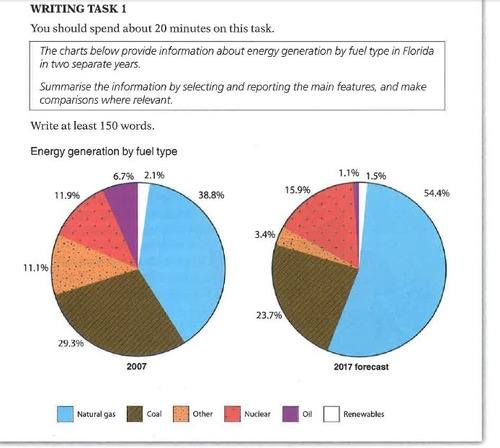 WRITING TASK 1
You should spend about 20 minutes on this task.
The charts below provide information about energy generation by fuel type in Florida
in two separate years.
Summarise the information by selecting and reporting the main features, and make
comparisons where relevant.
Write at least 150 words.
Energy generation by fuel type
6.7% 2.1%
11.9% 38.8%
11.1%
29.3%
2007
1.1% 1.5%
15.9% 54.4%
3.4%
23.7%
2017 forecast
Natural gas Coal Other Nuclear Oil Renewables